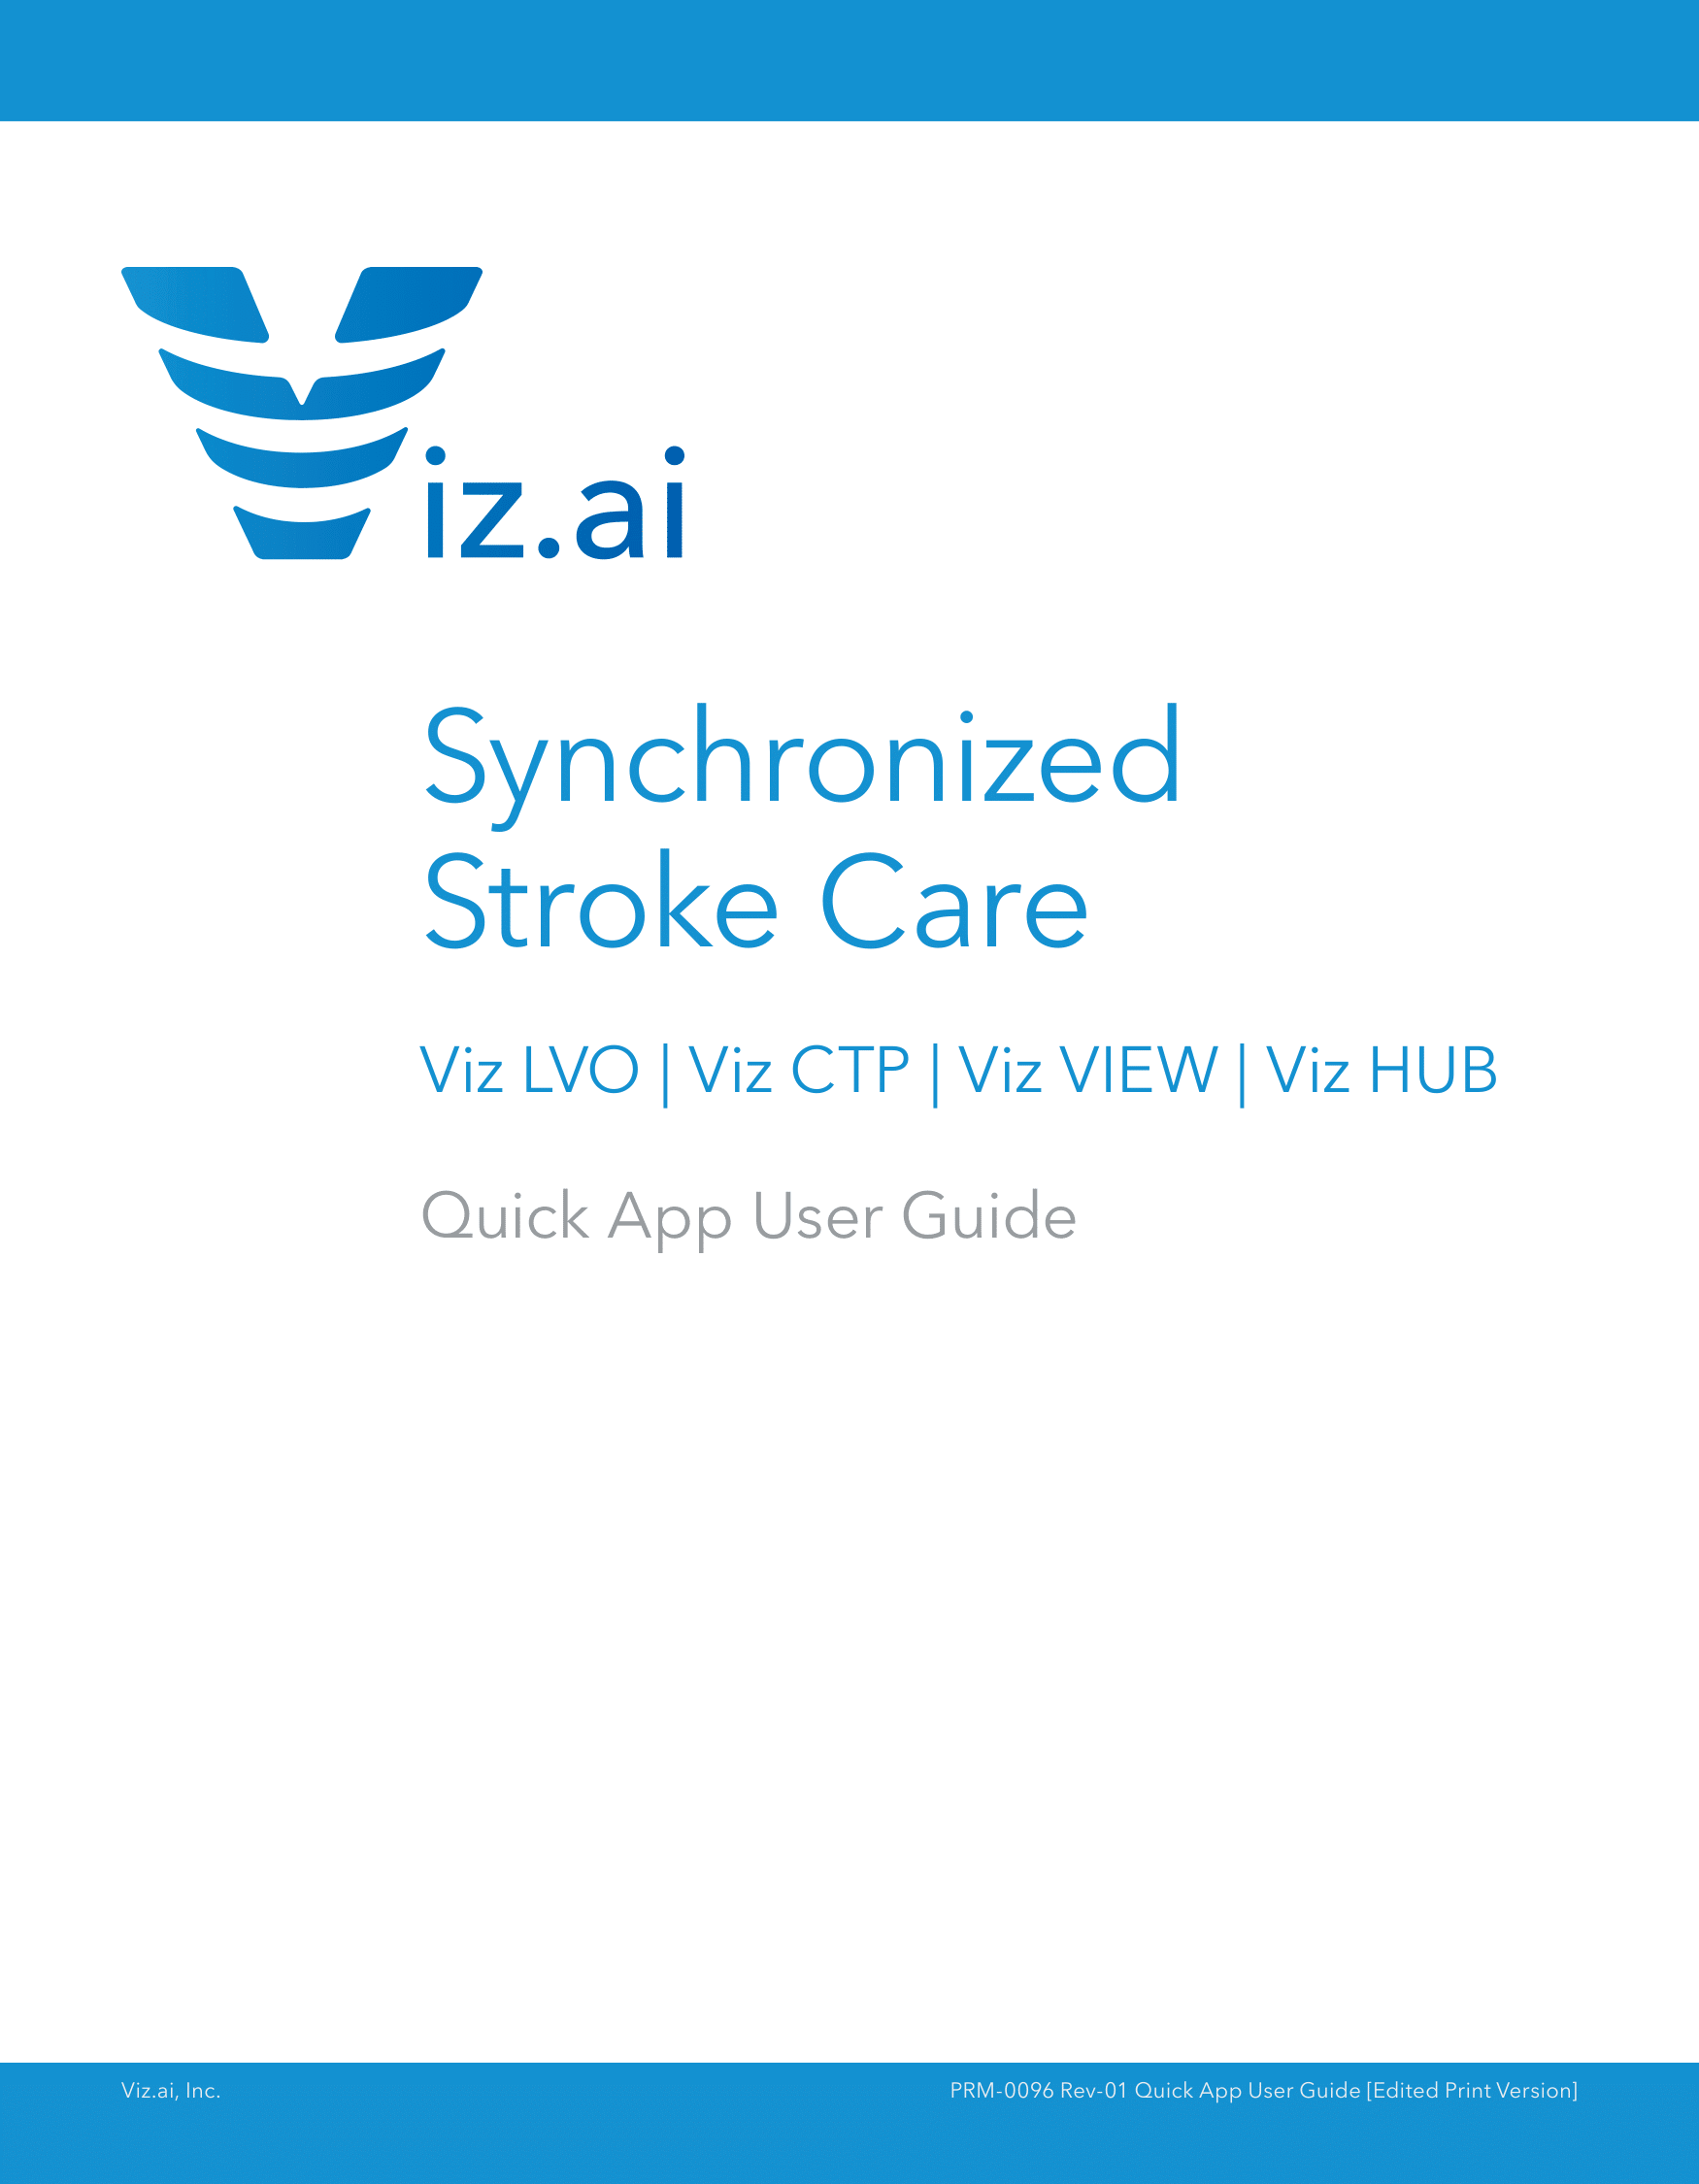 Viz.ai
Synchronized
Stroke Care
Viz LVO | Viz CTP | Viz VIEW | Viz HUB
Quick App User Guide
Viz.ai, Inc.
PRM-0096 Rev-01 Quick App User Guide [Edited Print Version]